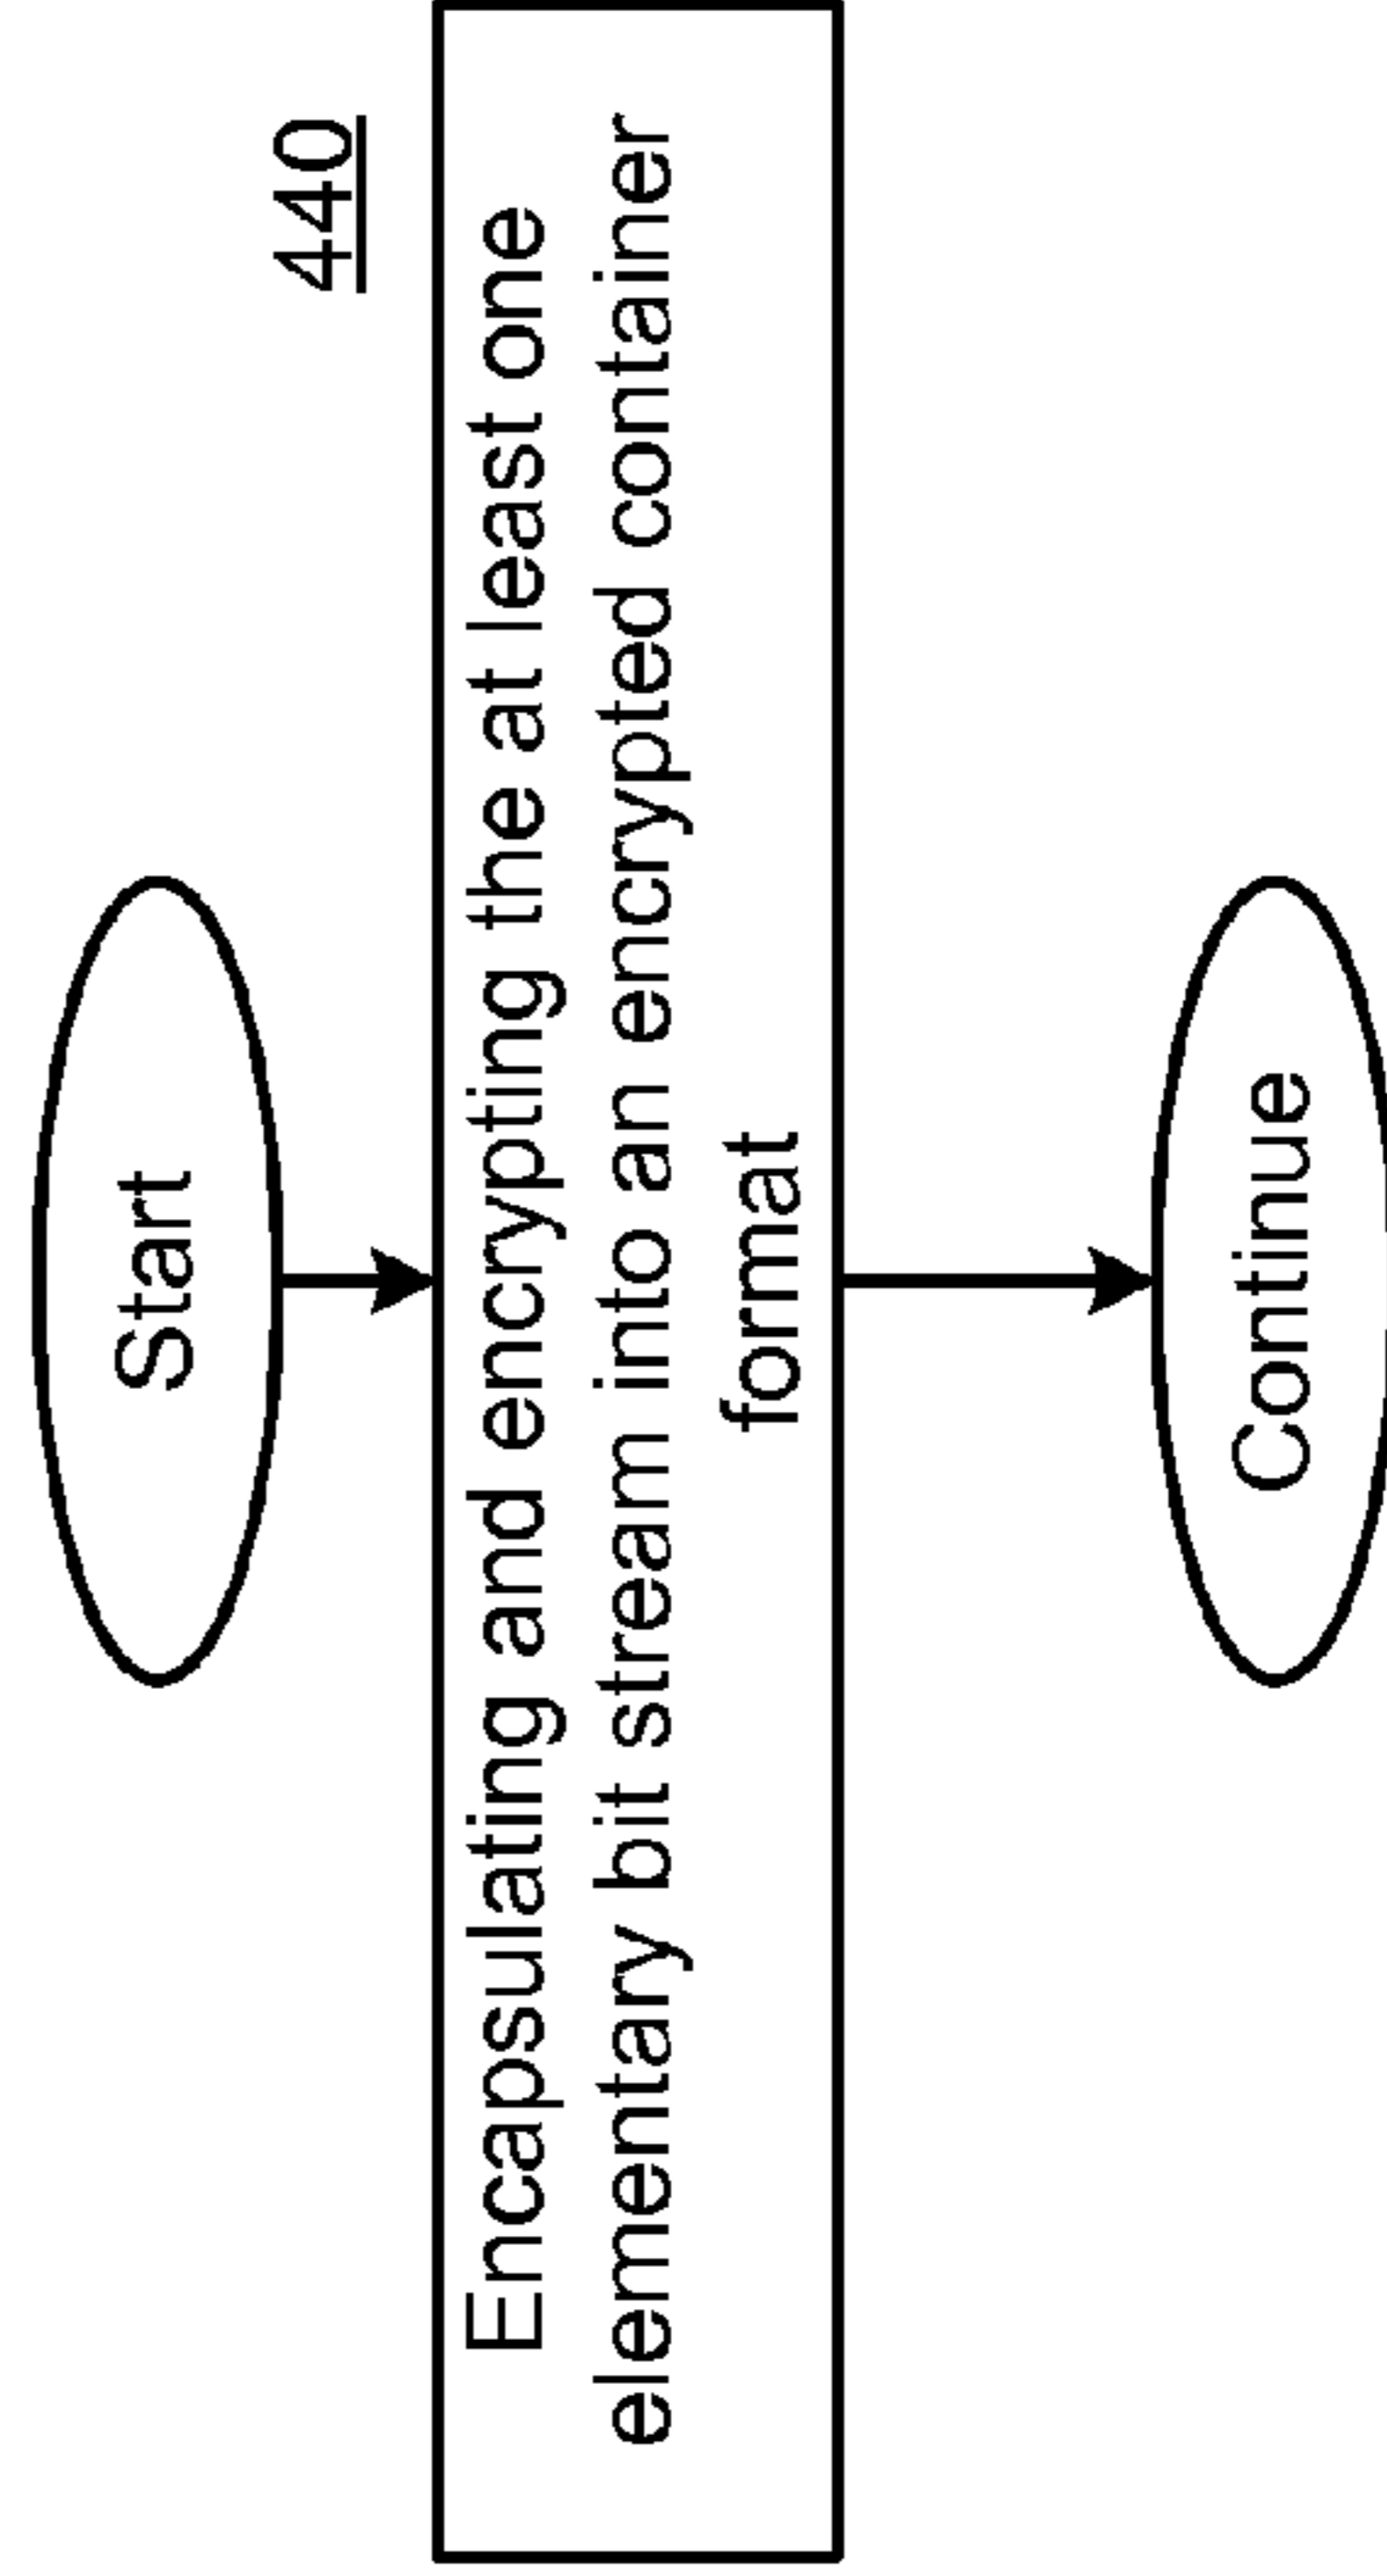 Start
440
Encapsulating and encrypting the at least one
elementary bit stream into an encrypted container
format
Continue